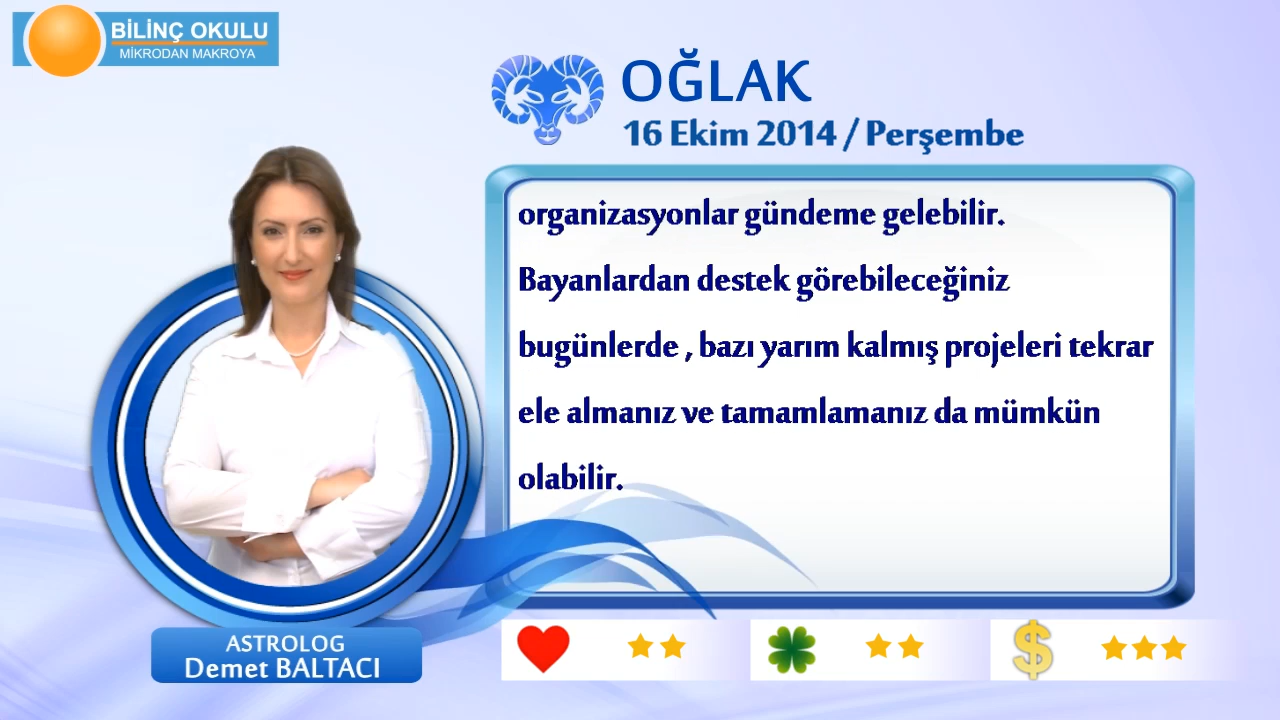 BİLİNÇ OKULU
MİKRODAN MAKROYA
OĞLAK
16 Ekim 2014 / Perşembe
organizasyonlar gündeme gelebilir.
Bayanlardan destek görebileceğiniz
bugünlerde , bazı yarım kalmış projeleri tekrar
ele almanız ve tamamlamanız da mümkün
olabilir.
ASTROLOG
Demet BALTACI